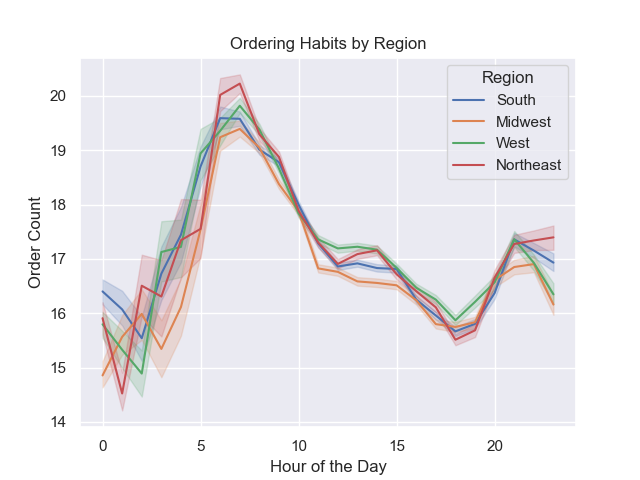 Ordering Habits by Region
Region
South
Midwest
West
Northeast
Order Count
20
19
18
17
16
15
14
0 5 10 15 20
Hour of the Day